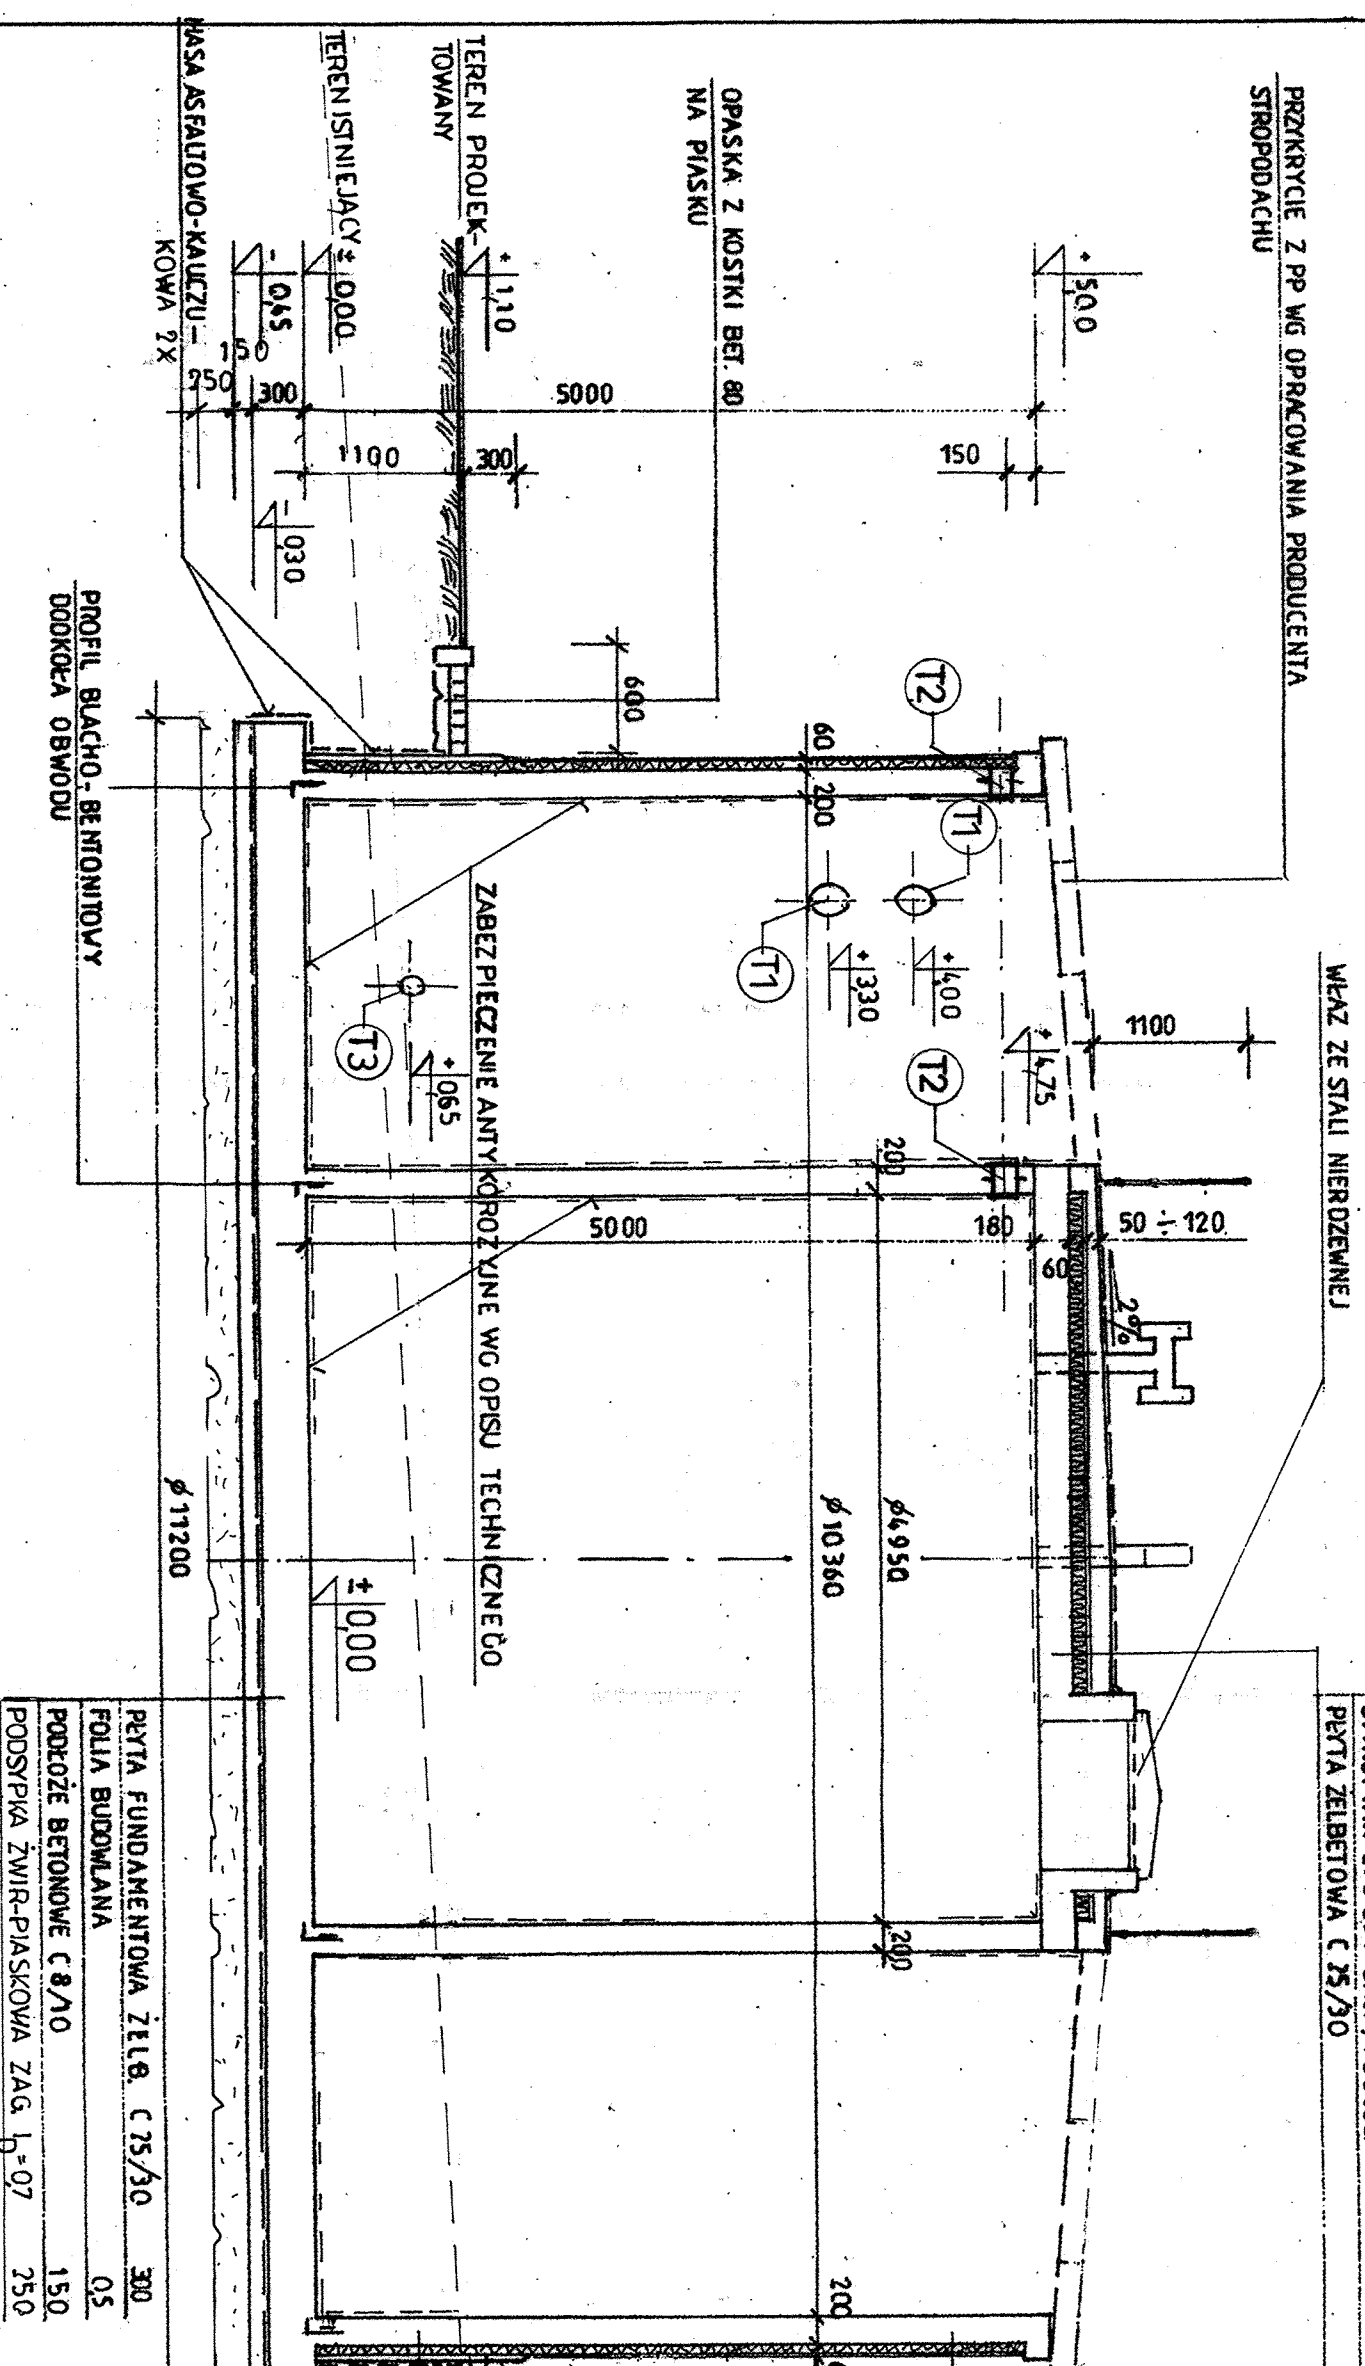 PRZYKRYCIE Z PP WG OPRACOWANIA PRODUCENTA
STROPODACHU
WŁAZ ZE STALI NIERDZEWNEJ
PŁYTA ŻELBETOWA C 25/30
OPASKA Z KOSTKI BET. 80
NA PIASKU
TEREN PROJEK-
TOWANY
TEREN ISTNIEJĄCY
MASA ASFALTOWO-KAUCZU-
KOWA 2X
+ 5,00
+ 1,10
± 0,00
- 0,45
- 0,30
150
250
300
5000
1100
300
150
600
60
200
T2
T1
T1
T3
T2
+ 4,00
+ 3,30
+ 0,65
+ 4,75
1100
200
5000
180
60
50 ÷ 120
2%
ZABEZPIECZENIE ANTYKOROZYJNE WG OPISU TECHNICZNEGO
Ø 4950
Ø 10360
± 0,00
200
200
Ø 11200
PROFIL BLACHO-BENTONITOWY
DOOKOŁA OBWODU
PŁYTA FUNDAMENTOWA ŻELB. C 25/30 300
FOLIA BUDOWLANA 0,5
PODŁOŻE BETONOWE C 8/10 150
PODSYPKA ŻWIR-PIASKOWA ZAG. ID=0,7 250